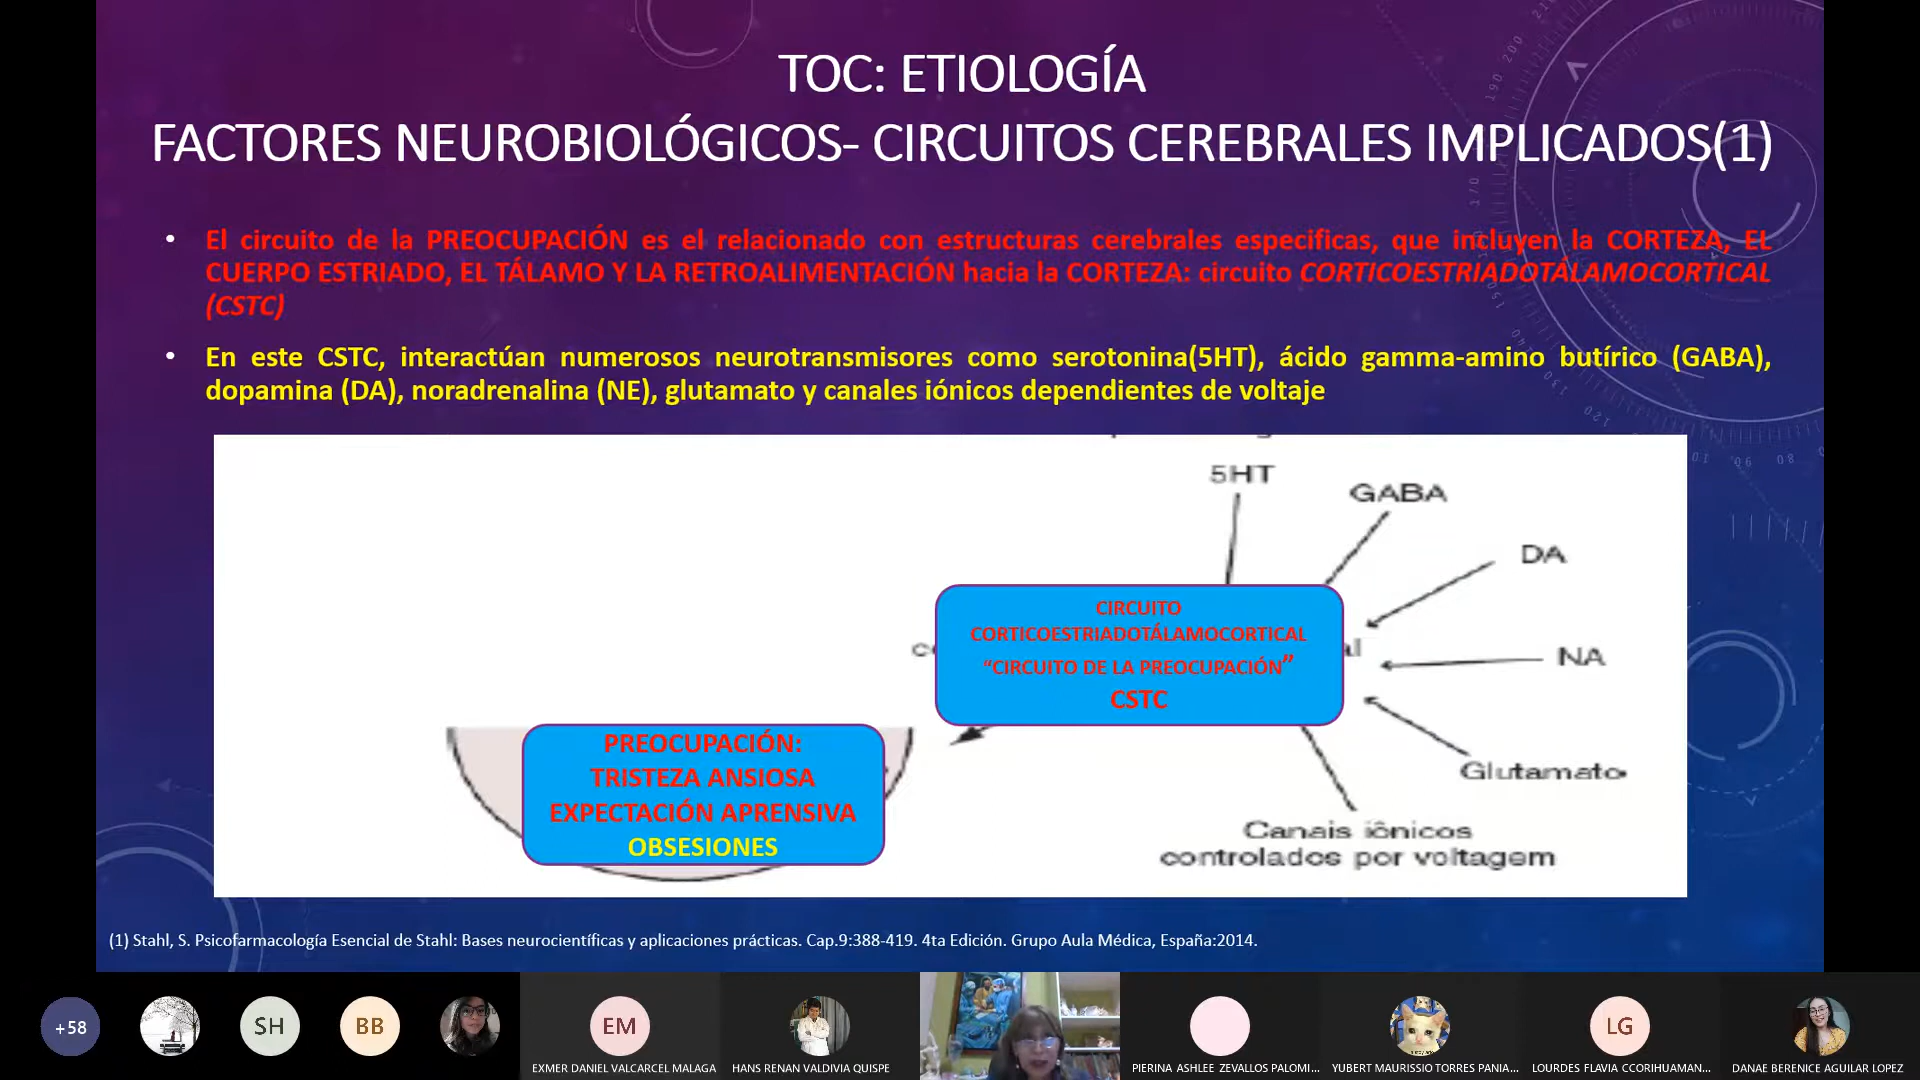 TOC: ETIOLOGÍA
FACTORES NEUROBIOLÓGICOS- CIRCUITOS CEREBRALES IMPLICADOS(1)
• El circuito de la PREOCUPACIÓN es el relacionado con estructuras cerebrales especificas, que incluyen la CORTEZA, EL
CUERPO ESTRIADO, EL TÁLAMO Y LA RETROALIMENTACIÓN hacia la CORTEZA: circuito CORTICOESTRIADOTÁLAMOCORTICAL
(CSTC)
• En este CSTC, interactúan numerosos neurotransmisores como serotonina(5HT), ácido gamma-amino butírico (GABA),
dopamina (DA), noradrenalina (NE), glutamato y canales iónicos dependientes de voltaje
5HT
GABA
DA
CIRCUITO
CORTICOESTRIADOTÁLAMOCORTICAL
“CIRCUITO DE LA PREOCUPACIÓN”
CSTC
NA
PREOCUPACIÓN:
TRISTEZA ANSIOSA
EXPECTACIÓN APRENSIVA
OBSESIONES
Glutamato
Canais iônicos
controlados por voltagem
(1) Stahl, S. Psicofarmacología Esencial de Stahl: Bases neurocientíficas y aplicaciones prácticas. Cap.9:388-419. 4ta Edición. Grupo Aula Médica, España:2014.
+58
SH
BB
EM
LG
EXMER DANIEL VALCARCEL MALAGA
HANS RENAN VALDIVIA QUISPE
PIERINA ASHLEE ZEVALLOS PALOMI...
YUBERT MAURISSIO TORRES PANIA...
LOURDES FLAVIA CCORIHUAMAN...
DANAE BERENICE AGUILAR LOPEZ